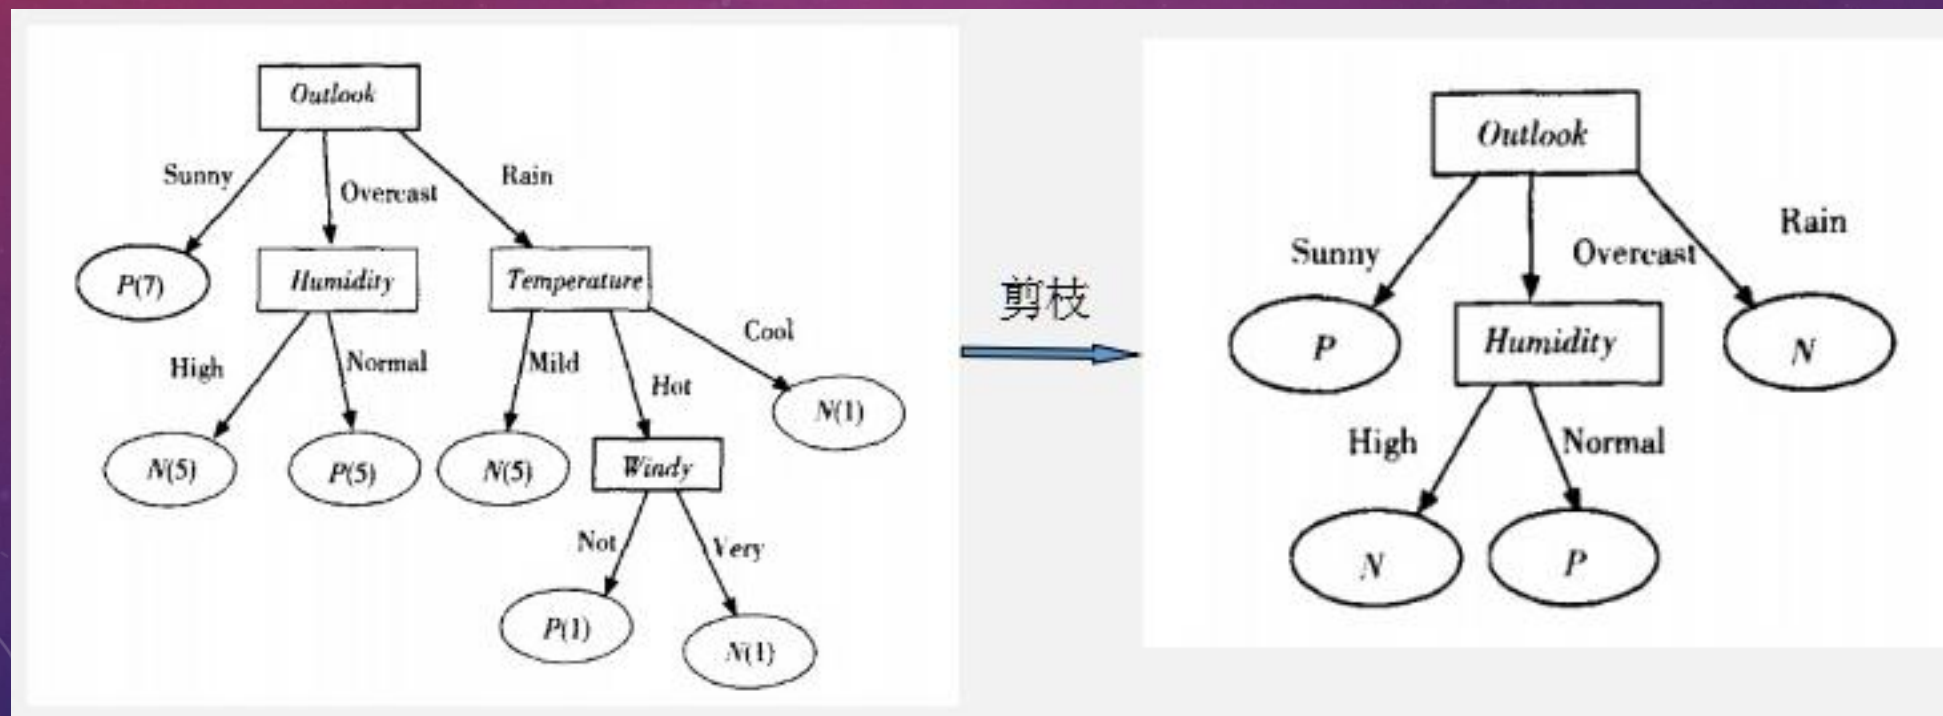 Outlook
Sunny
Overcast
Rain
P(7)
Humidity
Temperature
High
Normal
Mild
Hot
Cool
N(5)
P(5)
N(5)
Windy
N(1)
Not
Very
P(1)
N(1)
剪枝
Outlook
Sunny
Overcast
Rain
P
Humidity
N
High
Normal
N
P